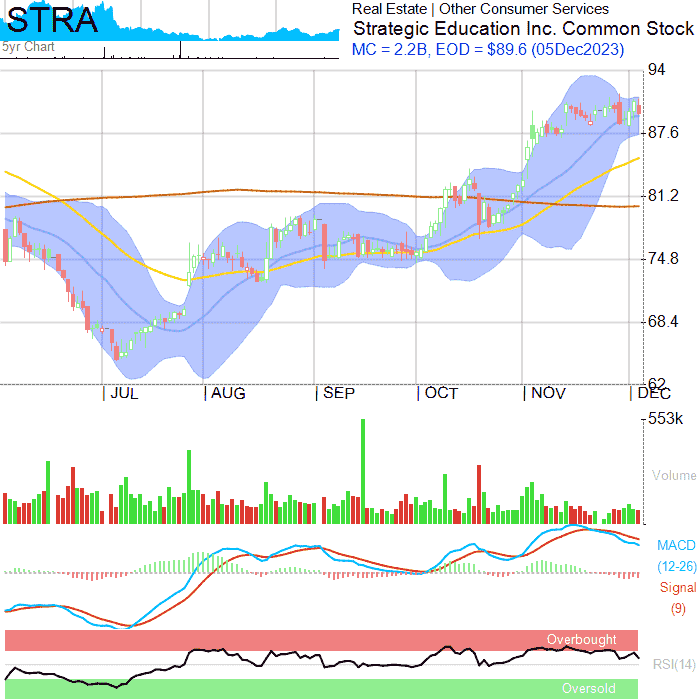 STRA
5yr Chart
Real Estate | Other Consumer Services
Strategic Education Inc. Common Stock
MC = 2.2B, EOD = $89.6 (05Dec2023)
94
87.6
81.2
74.8
68.4
62
JUL AUG SEP OCT NOV DEC
553k
Volume
MACD
(12-26)
Signal
(9)
Overbought
RSI(14)
Oversold